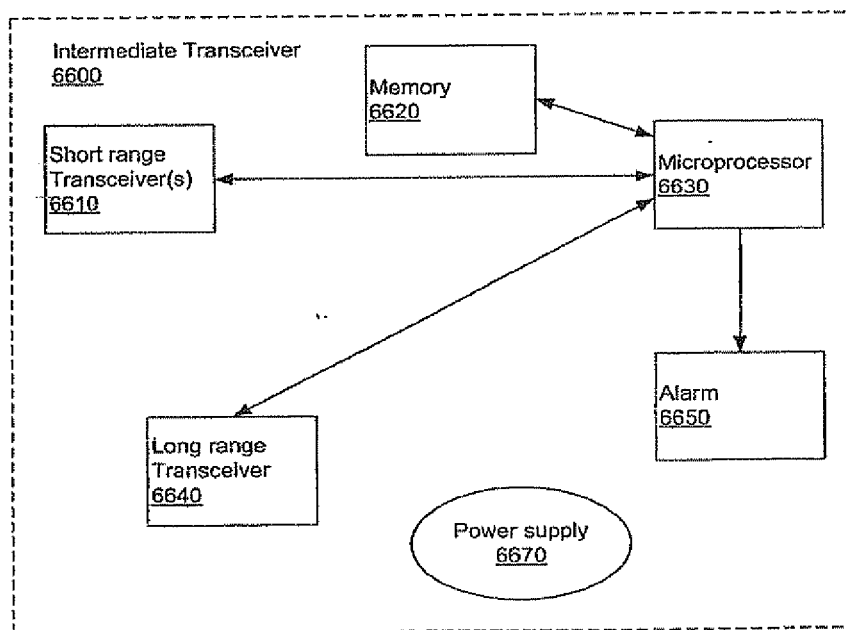 Intermediate Transceiver
6600
Memory
6620
Short range
Transceiver(s)
6610
Microprocessor
6630
Alarm
6650
Long range
Transceiver
6640
Power supply
6670